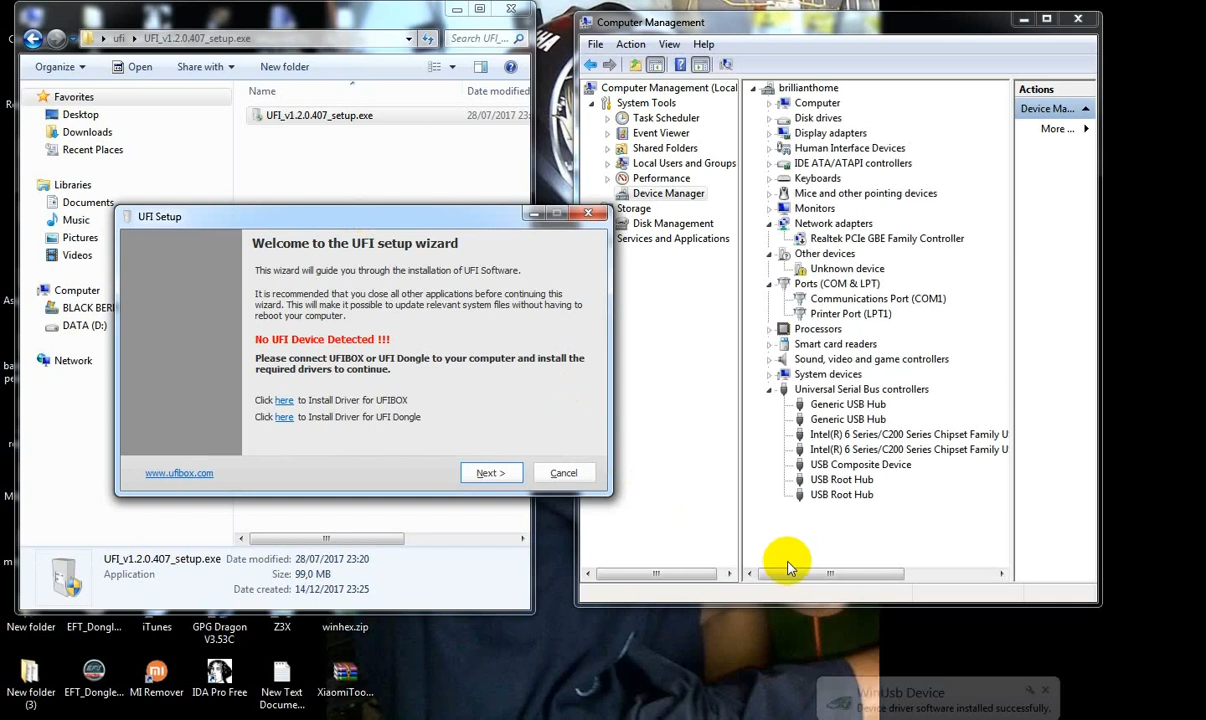 ufi
UFI_v1.2.0.407_setup.exe
Search UFI_...
Organize
Open
Share with
New folder
Name
Date modified
Favorites
Desktop
Downloads
Recent Places
UFI_v1.2.0.407_setup.exe
28/07/2017 23:
Libraries
Documents
Music
Pictures
Videos
Computer
BLACK BER
DATA (D:)
Network
UFI Setup
Welcome to the UFI setup wizard
This wizard will guide you through the installation of UFI Software.
It is recommended that you close all other applications before continuing this
wizard. This will make it possible to update relevant system files without having to
reboot your computer.
No UFI Device Detected !!!
Please connect UFIBOX or UFI Dongle to your computer and install the
required drivers to continue.
Click here to Install Driver for UFIBOX
Click here to Install Driver for UFI Dongle
www.ufibox.com
Next >
Cancel
UFI_v1.2.0.407_setup.exe
Date modified: 28/07/2017 23:20
Application
Size: 99,0 MB
Date created: 14/12/2017 23:25
Computer Management
File
Action
View
Help
Computer Management (Local
System Tools
Task Scheduler
Event Viewer
Shared Folders
Local Users and Groups
Performance
Device Manager
Storage
Disk Management
Services and Applications
brillianthome
Computer
Disk drives
Display adapters
Human Interface Devices
IDE ATA/ATAPI controllers
Keyboards
Mice and other pointing devices
Monitors
Network adapters
Realtek PCIe GBE Family Controller
Other devices
Unknown device
Ports (COM & LPT)
Communications Port (COM1)
Printer Port (LPT1)
Processors
Smart card readers
Sound, video and game controllers
System devices
Universal Serial Bus controllers
Generic USB Hub
Generic USB Hub
Intel(R) 6 Series/C200 Series Chipset Family U
Intel(R) 6 Series/C200 Series Chipset Family U
USB Composite Device
USB Root Hub
USB Root Hub
Actions
Device Ma...
More ...
New folder
EFT_Dongl...
iTunes
GPG Dragon
V3.53C
Z3X
winhex.zip
New folder
(3)
EFT_Dongle...
MI Remover
IDA Pro Free
New Text
Docume...
XiaomiToo...
WinUsb Device
Device driver software installed successfully.